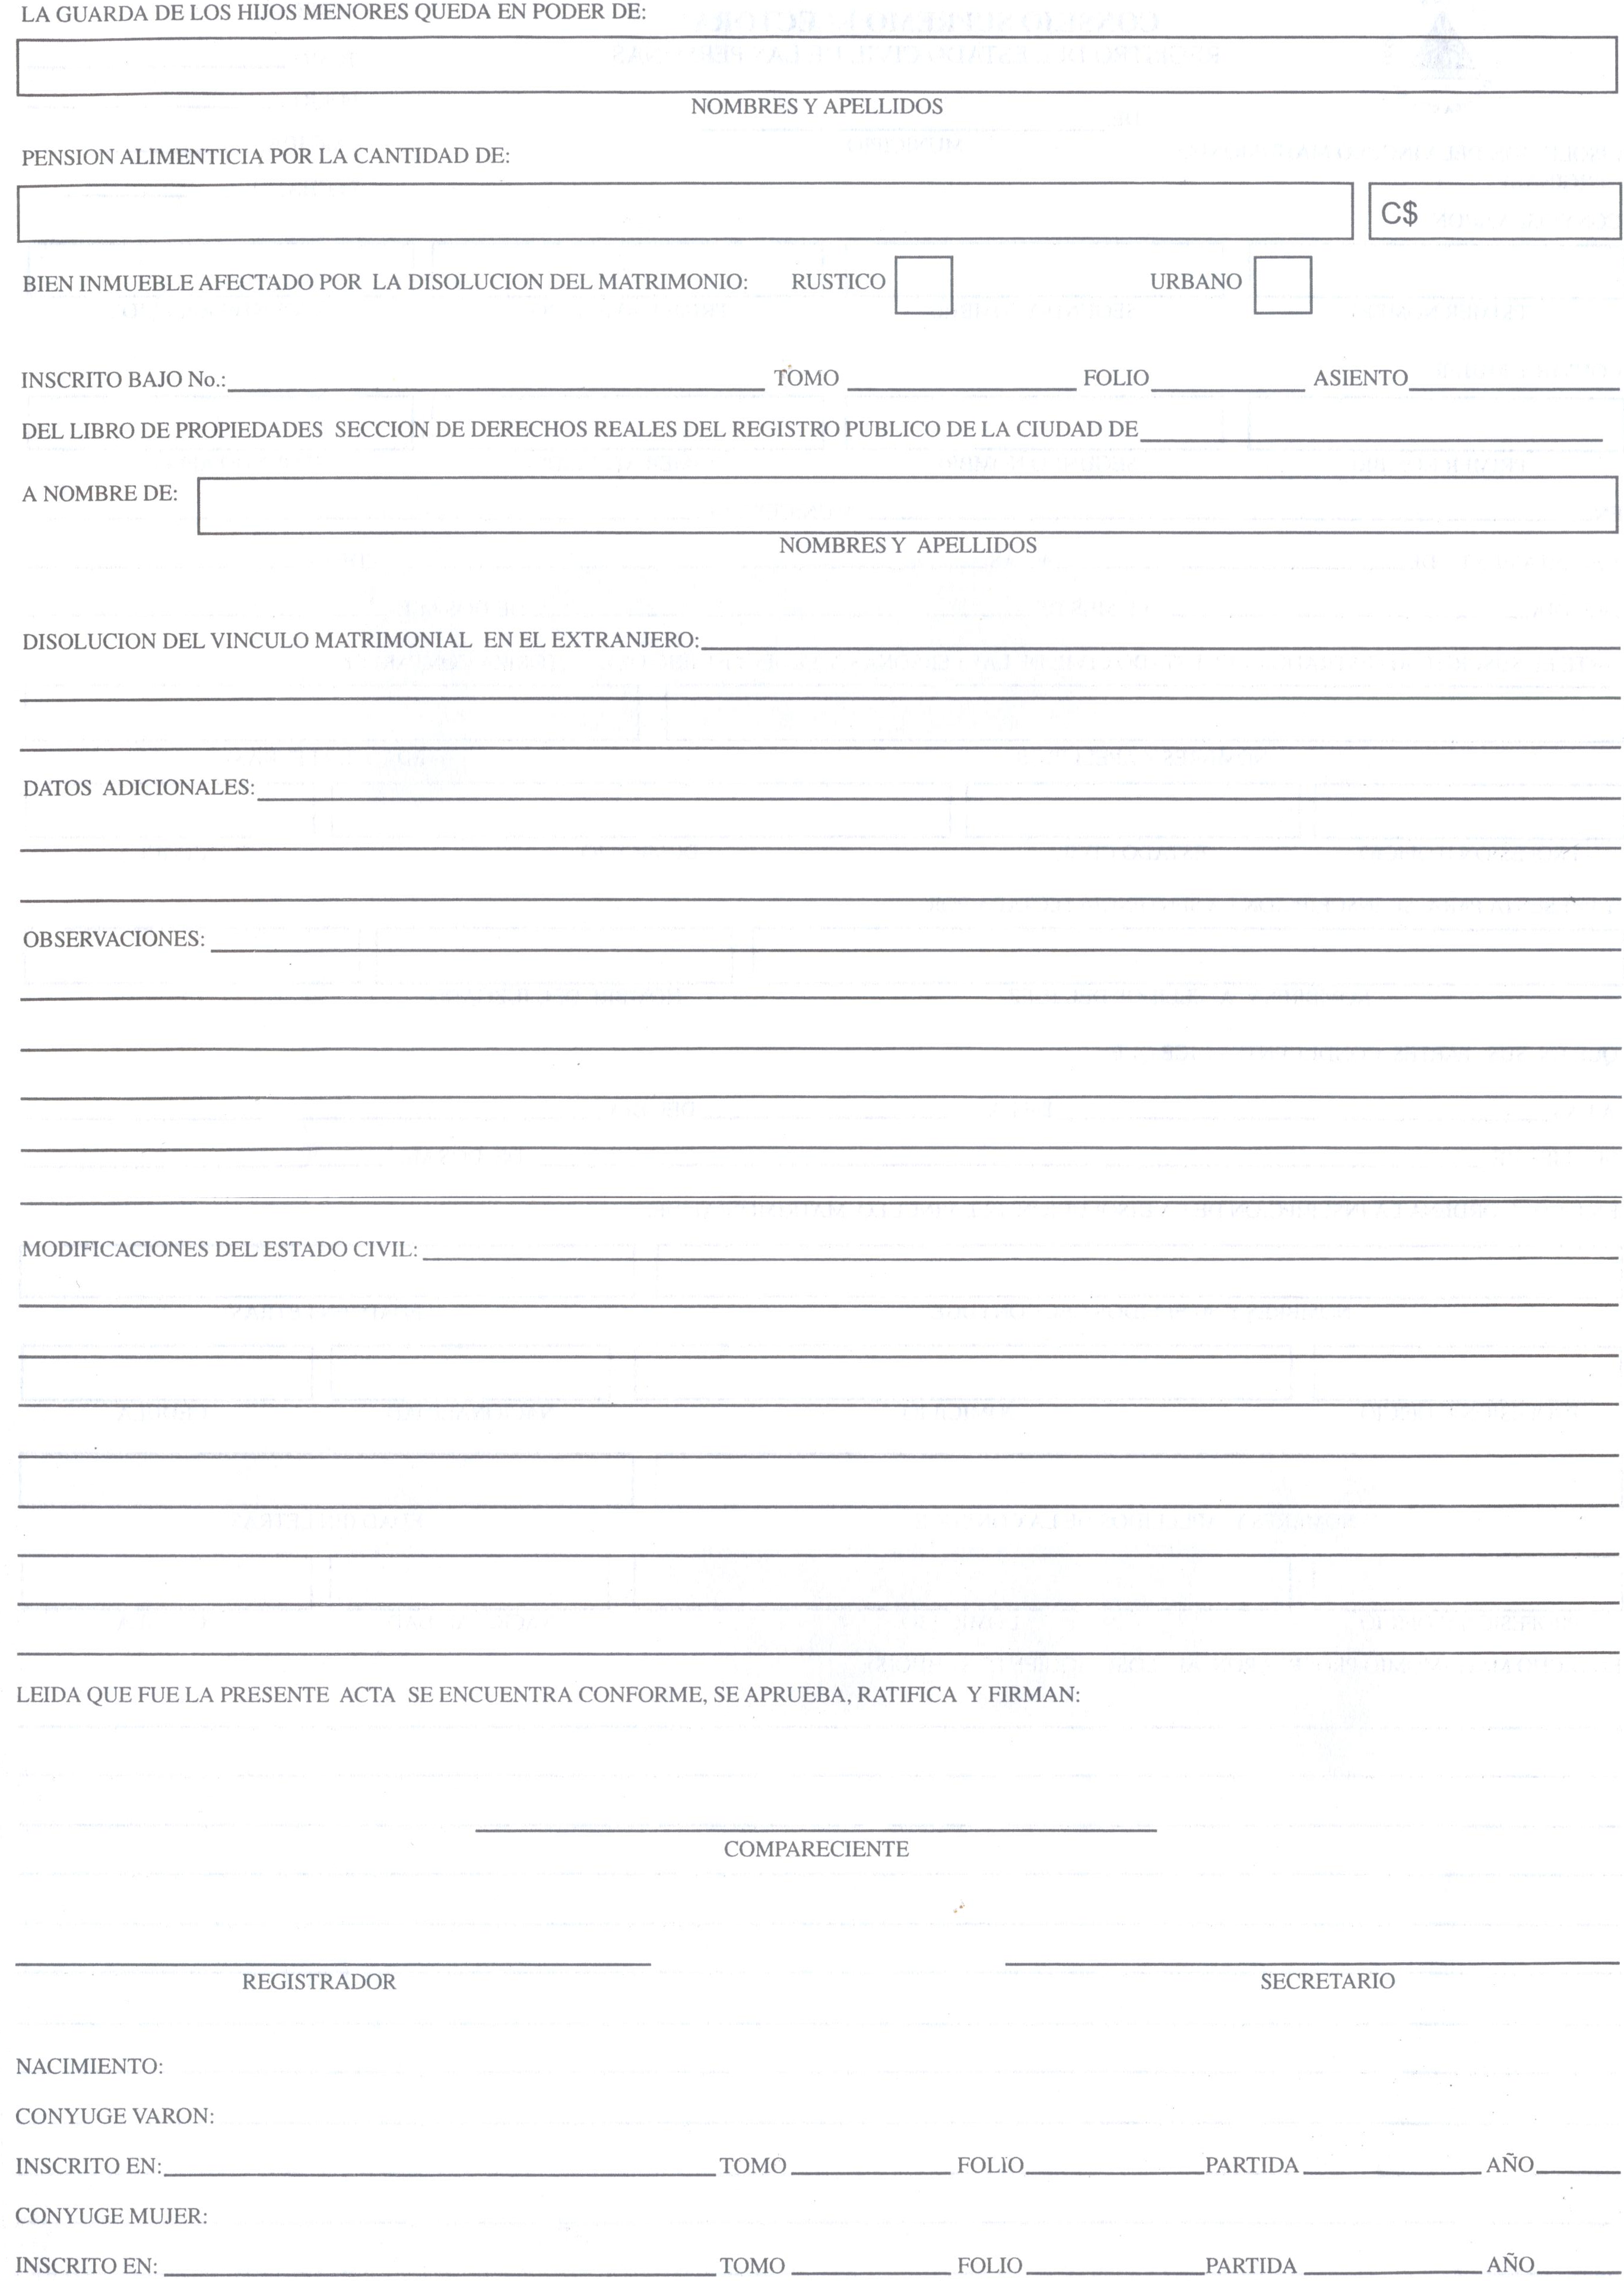 LA GUARDA DE LOS HIJOS MENORES QUEDA EN PODER DE:
NOMBRES Y APELLIDOS
PENSION ALIMENTICIA POR LA CANTIDAD DE:
C$
BIEN INMUEBLE AFECTADO POR LA DISOLUCION DEL MATRIMONIO: RUSTICO URBANO
INSCRITO BAJO No.: TOMO FOLIO ASIENTO
DEL LIBRO DE PROPIEDADES SECCION DE DERECHOS REALES DEL REGISTRO PUBLICO DE LA CIUDAD DE
A NOMBRE DE:
NOMBRES Y APELLIDOS
DISOLUCION DEL VINCULO MATRIMONIAL EN EL EXTRANJERO:
DATOS ADICIONALES:
OBSERVACIONES:
MODIFICACIONES DEL ESTADO CIVIL:
LEIDA QUE FUE LA PRESENTE ACTA SE ENCUENTRA CONFORME, SE APRUEBA, RATIFICA Y FIRMAN:
COMPARECIENTE
REGISTRADOR SECRETARIO
NACIMIENTO:
CONYUGE VARON:
INSCRITO EN: TOMO FOLIO PARTIDA AÑO
CONYUGE MUJER:
INSCRITO EN: TOMO FOLIO PARTIDA AÑO